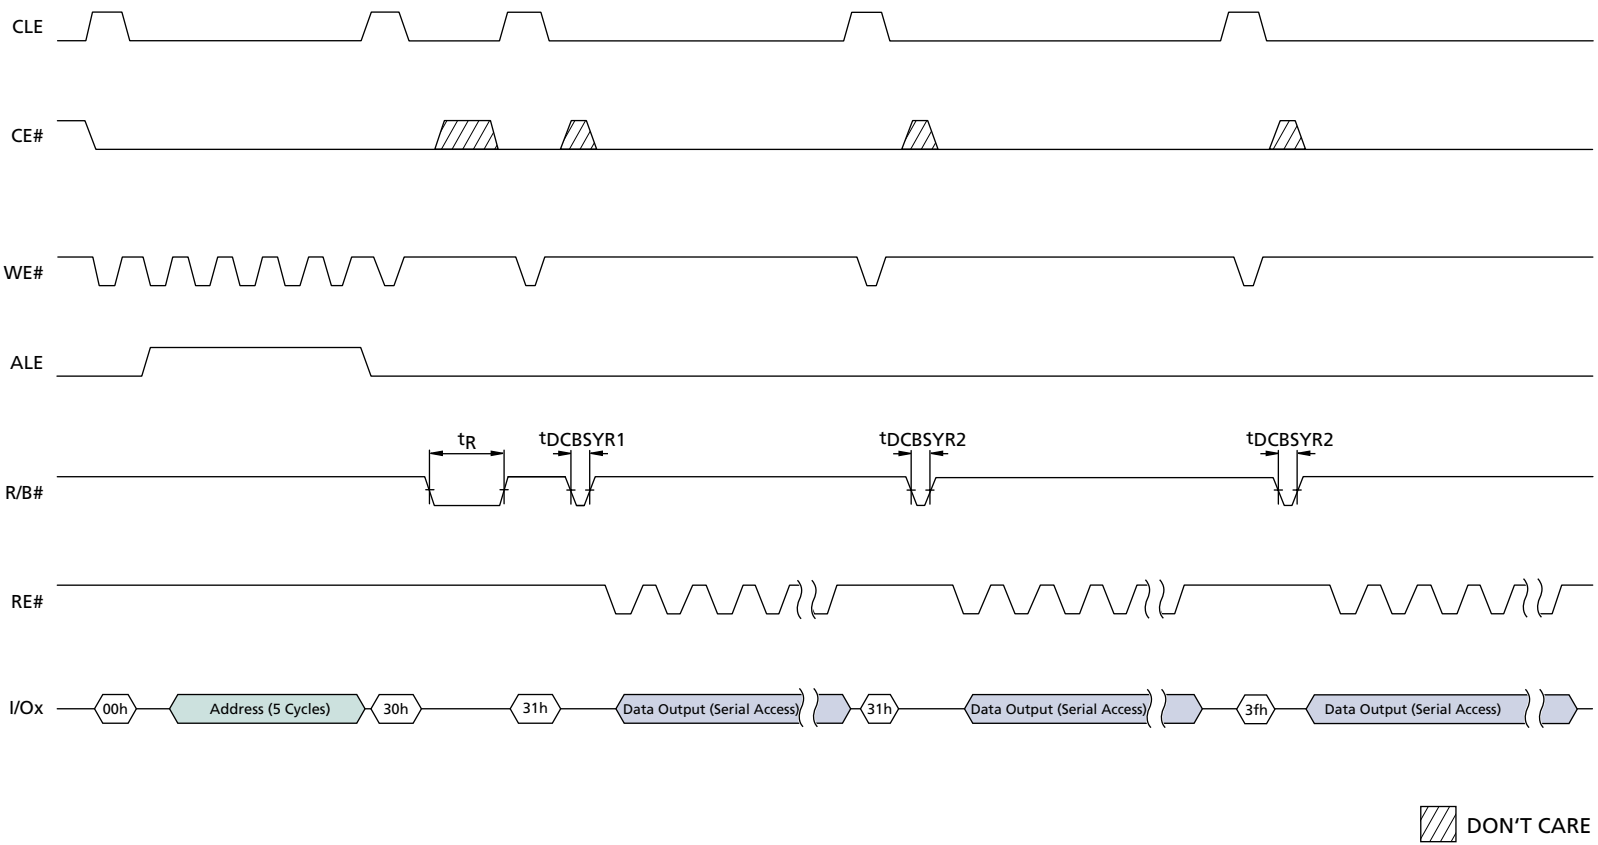 CLE
CE#
WE#
ALE
tR tDCBSYR1 tDCBSYR2 tDCBSYR2
R/B#
RE#
I/Ox 00h Address (5 Cycles) 30h 31h Data Output (Serial Access) 31h Data Output (Serial Access) 3fh Data Output (Serial Access)
DON'T CARE